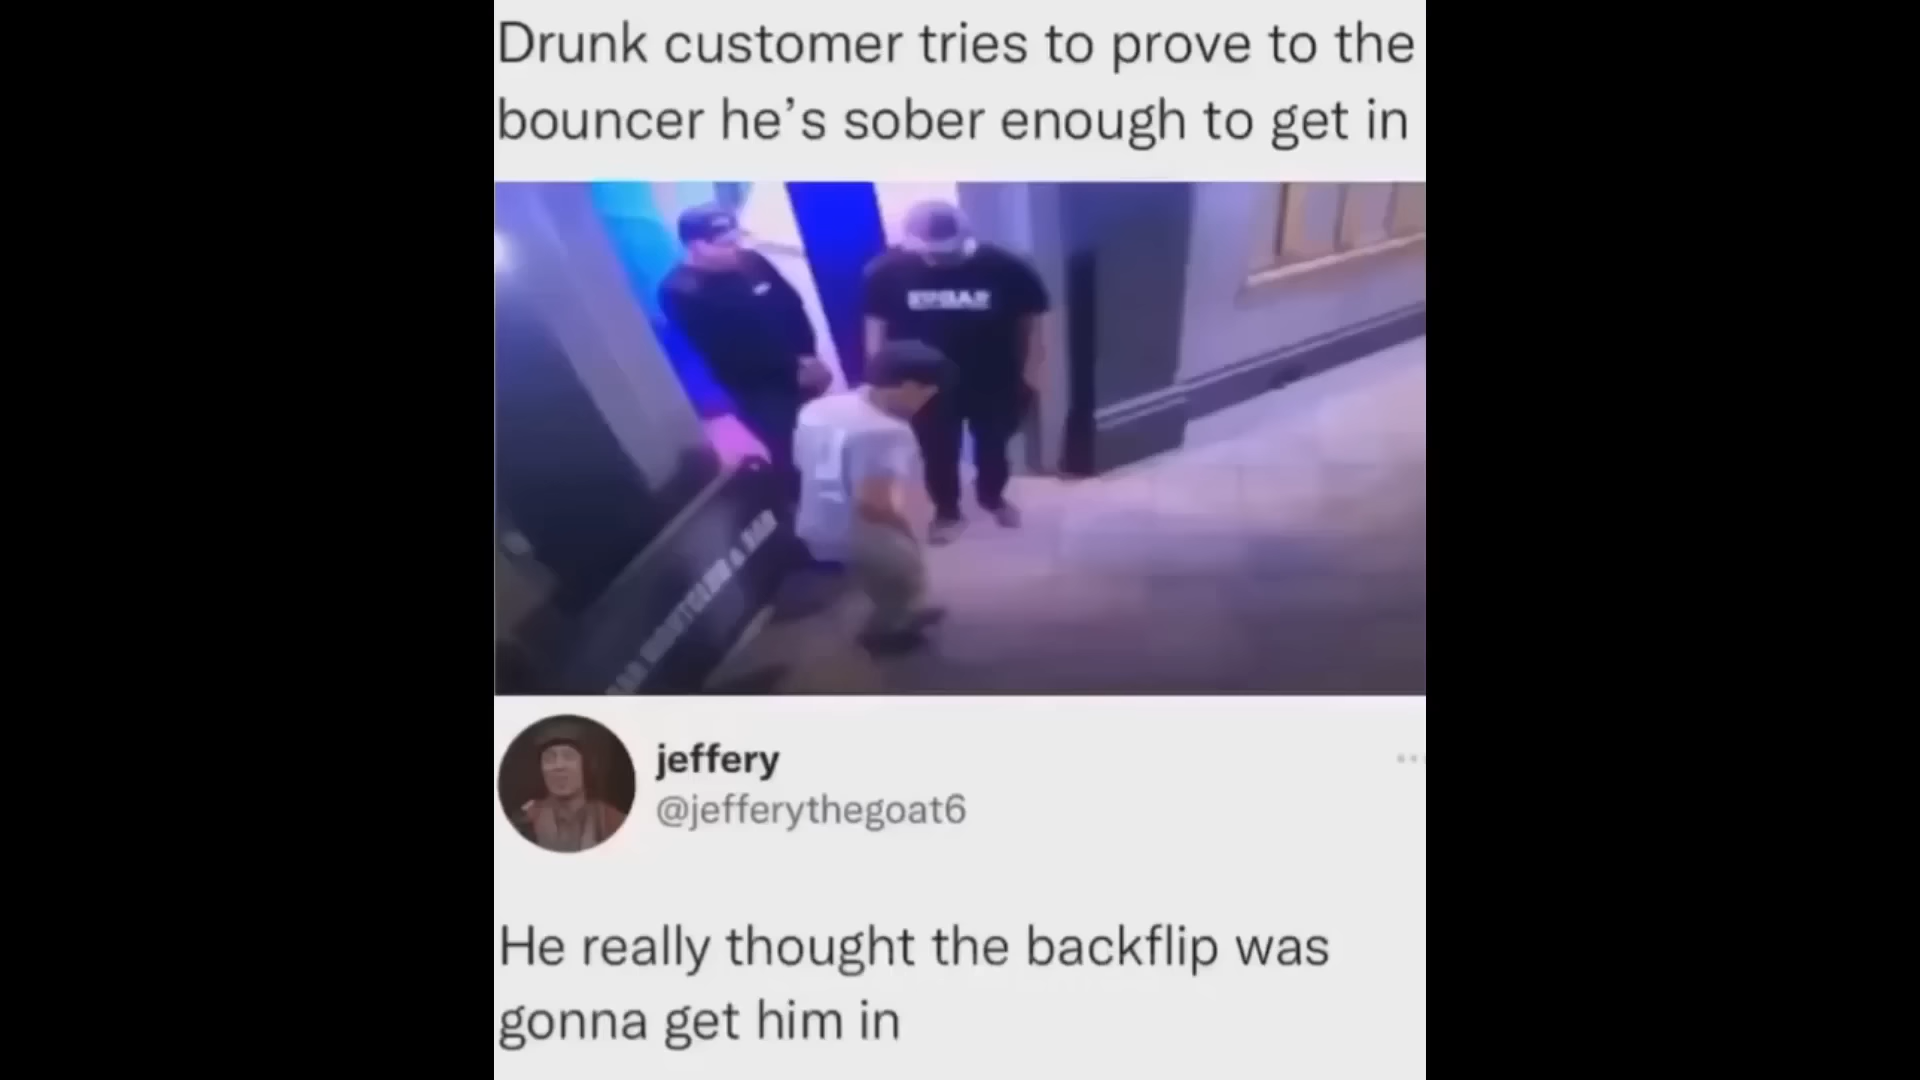 Drunk customer tries to prove to the
bouncer he's sober enough to get in
jeffery
@jefferythegoat6
He really thought the backflip was
gonna get him in